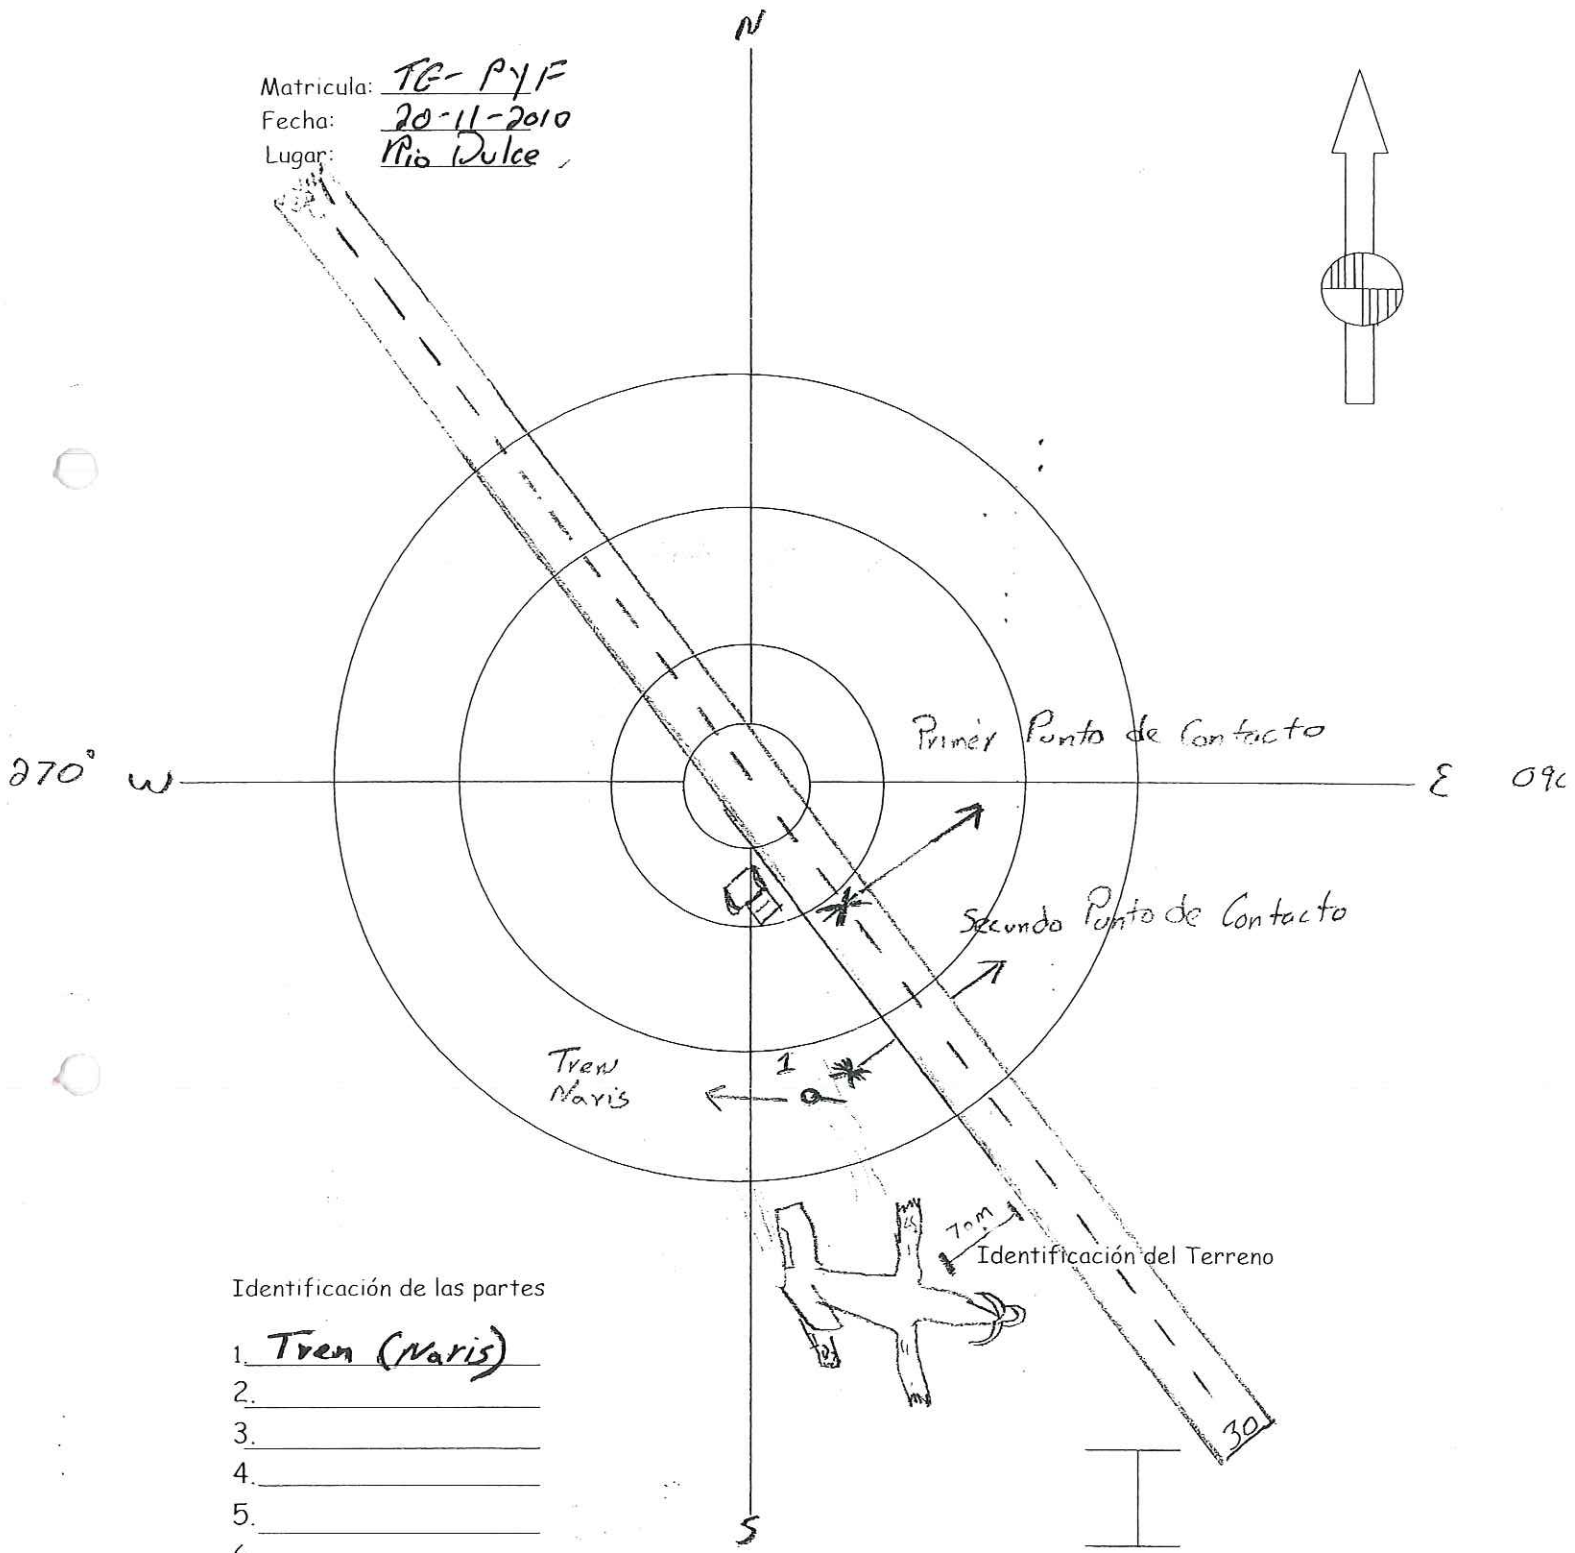 N
Matricula: TG-PYF
Fecha: 20-11-2010
Lugar: Rio Dulce
Primer Punto de Contacto
270° W
E 09
Secundo Punto de Contacto
Tren
Naris
1
70m
Identificación del Terreno
Identificación de las partes
1. Tren (Naris)
2.
3.
4.
5.
30
S